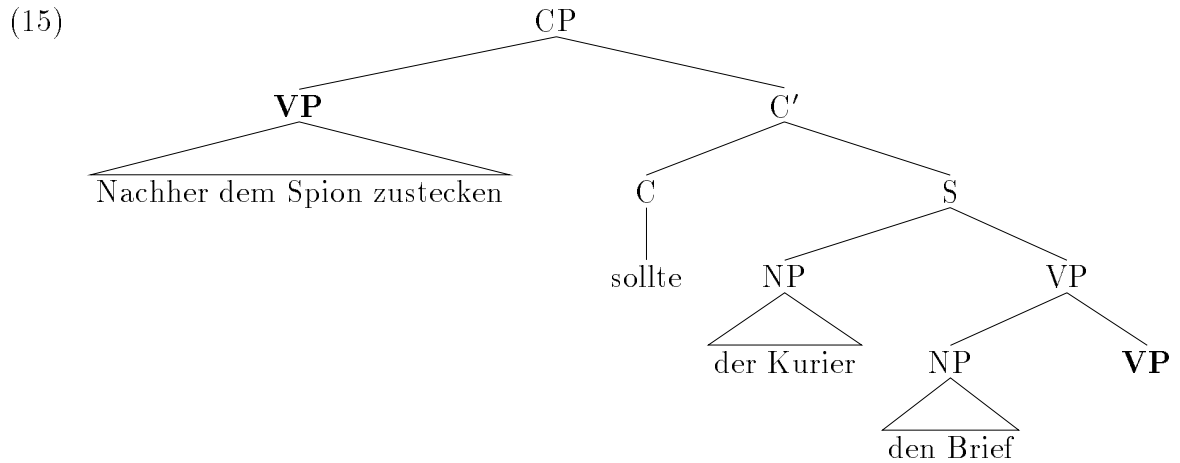 (15) CP
VP C′
Nachher dem Spion zustecken C S
sollte NP VP
der Kurier NP VP
den Brief